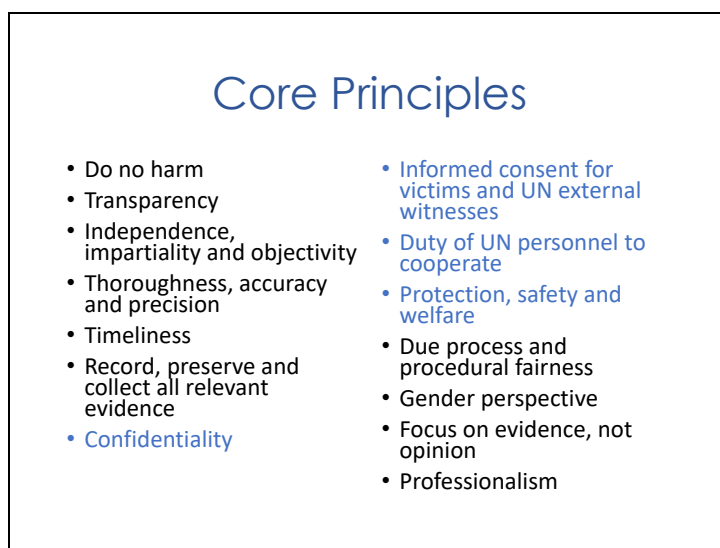 Core Principles
• Do no harm
• Transparency
• Independence,
impartiality and objectivity
• Thoroughness, accuracy
and precision
• Timeliness
• Record, preserve and
collect all relevant
evidence
• Confidentiality
• Informed consent for
victims and UN external
witnesses
• Duty of UN personnel to
cooperate
• Protection, safety and
welfare
• Due process and
procedural fairness
• Gender perspective
• Focus on evidence, not
opinion
• Professionalism